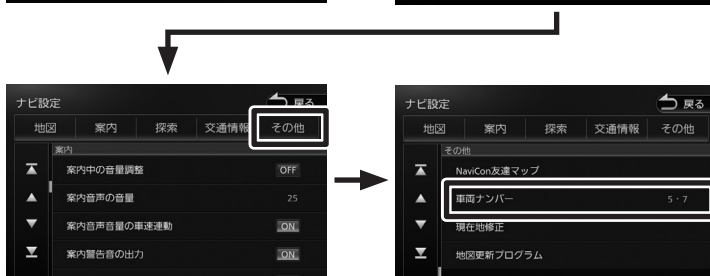 ナビ設定
戻る
地図 案内 探索 交通情報 その他
案内
案内中の音量調整 OFF
案内音声の音量 25
案内音声音量の車速連動 ON
案内警告音の出力 ON
ナビ設定
戻る
地図 案内 探索 交通情報 その他
その他
NaviCon友達マップ
車両ナンバー 5・7
現在地修正
地図更新プログラム